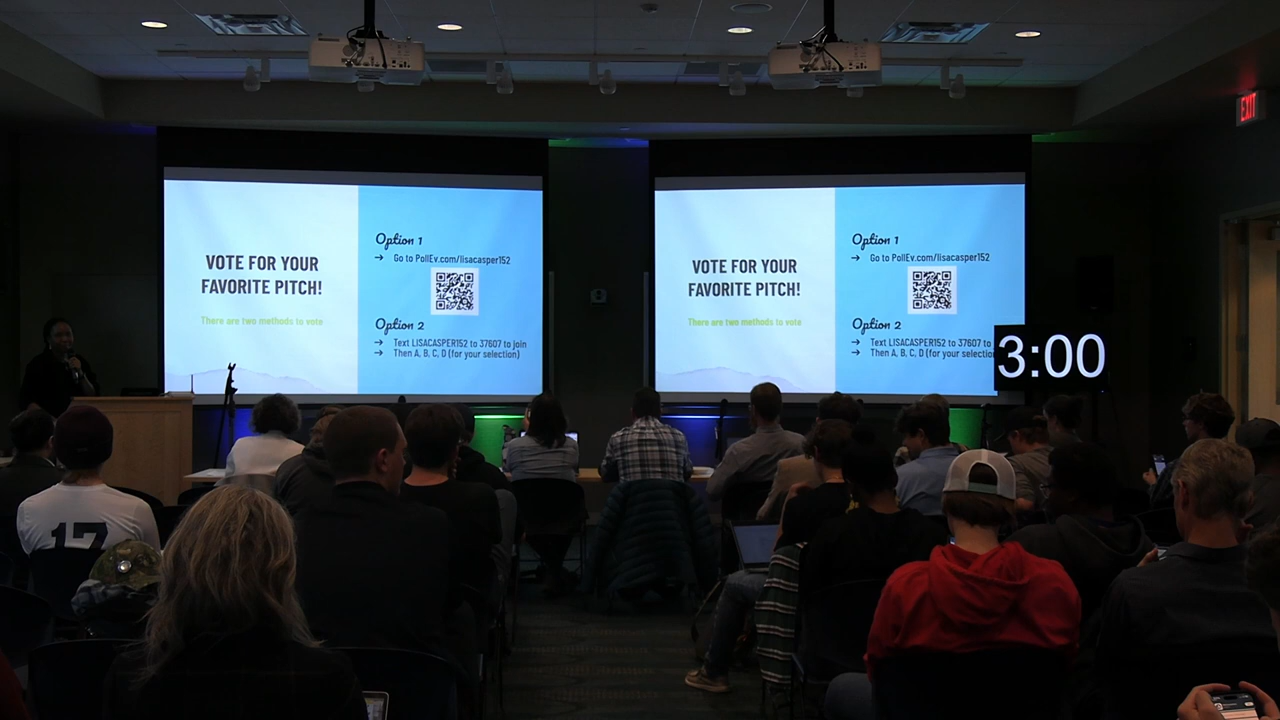 EXIT
VOTE FOR YOUR
FAVORITE PITCH!
There are two methods to vote
Option 1
→ Go to PollEv.com/lisacasper152
Option 2
→ Text LISACASPER152 to 37607 to join
→ Then A, B, C, D (for your selection)
VOTE FOR YOUR
FAVORITE PITCH!
There are two methods to vote
Option 1
→ Go to PollEv.com/lisacasper152
Option 2
→ Text LISACASPER152 to 37607 to
→ Then A, B, C, D (for your selection
3:00
17